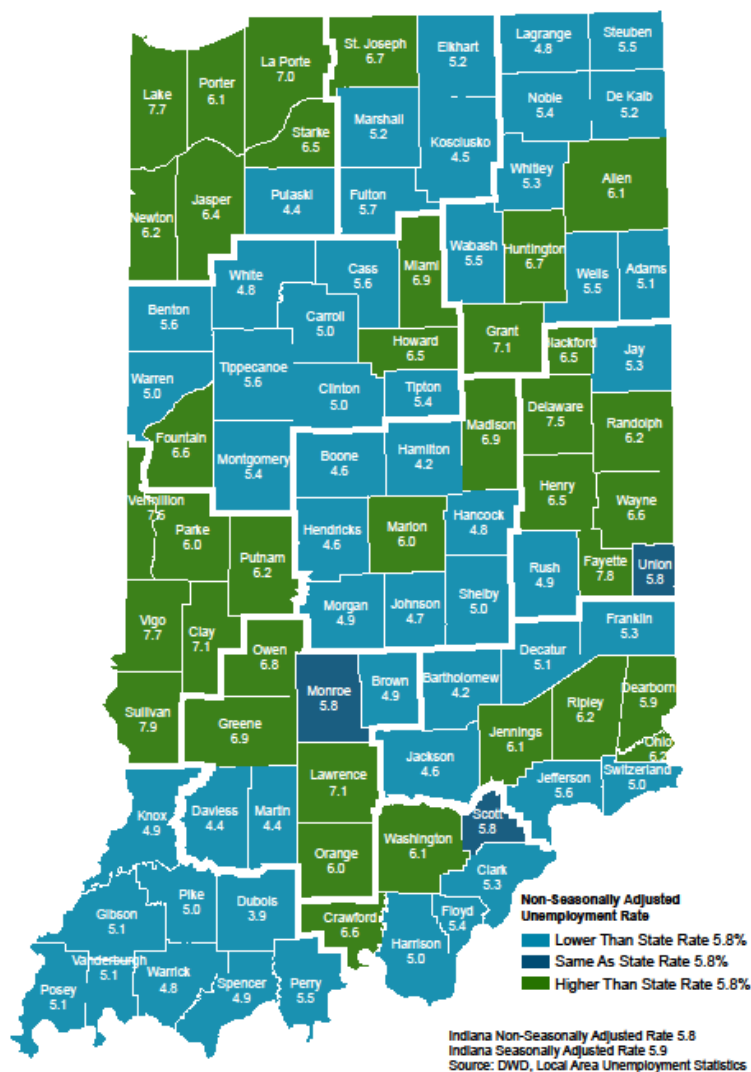 St. Joseph
6.7
Elkhart
5.2
Lagrange
4.8
Steuben
5.5
La Porte
7.0
Lake
7.7
Porter
6.1
Noble
5.4
De Kalb
5.2
Marshall
5.2
Starke
6.5
Kosciusko
4.5
Whitley
5.3
Allen
6.1
Newton
6.2
Jasper
6.4
Pulaski
4.4
Fulton
5.7
Wabash
5.5
Huntington
6.7
Miami
6.9
Wells
5.5
Adams
5.1
White
4.8
Cass
5.6
Benton
5.6
Carroll
5.0
Grant
7.1
Howard
6.5
Blackford
6.5
Jay
5.3
Warren
5.0
Tippecanoe
5.6
Clinton
5.0
Tipton
5.4
Madison
6.9
Delaware
7.5
Randolph
6.2
Fountain
6.6
Montgomery
5.4
Boone
4.6
Hamilton
4.2
Henry
6.5
Wayne
6.6
Vermillion
7.6
Parke
6.0
Putnam
6.2
Hendricks
4.6
Marion
6.0
Hancock
4.8
Rush
4.9
Fayette
7.8
Union
5.8
Vigo
7.7
Clay
7.1
Morgan
4.9
Johnson
4.7
Shelby
5.0
Franklin
5.3
Owen
6.8
Decatur
5.1
Monroe
5.8
Brown
4.9
Bartholomew
4.2
Sullivan
7.9
Greene
6.9
Jennings
6.1
Ripley
6.2
Dearborn
5.9
Ohio
6.2
Lawrence
7.1
Jackson
4.6
Jefferson
5.6
Switzerland
5.0
Knox
4.9
Daviess
4.4
Martin
4.4
Scott
5.8
Washington
6.1
Orange
6.0
Clark
5.3
Gibson
5.1
Pike
5.0
Dubois
3.9
Crawford
6.6
Floyd
5.4
Harrison
5.0
Posey
5.1
Vanderburgh
5.1
Warrick
4.8
Spencer
4.9
Perry
5.5
Non-Seasonally Adjusted
Unemployment Rate
Lower Than State Rate 5.8%
Same As State Rate 5.8%
Higher Than State Rate 5.8%
Indiana Non-Seasonally Adjusted Rate 5.8
Indiana Seasonally Adjusted Rate 5.9
Source: DWD, Local Area Unemployment Statistics